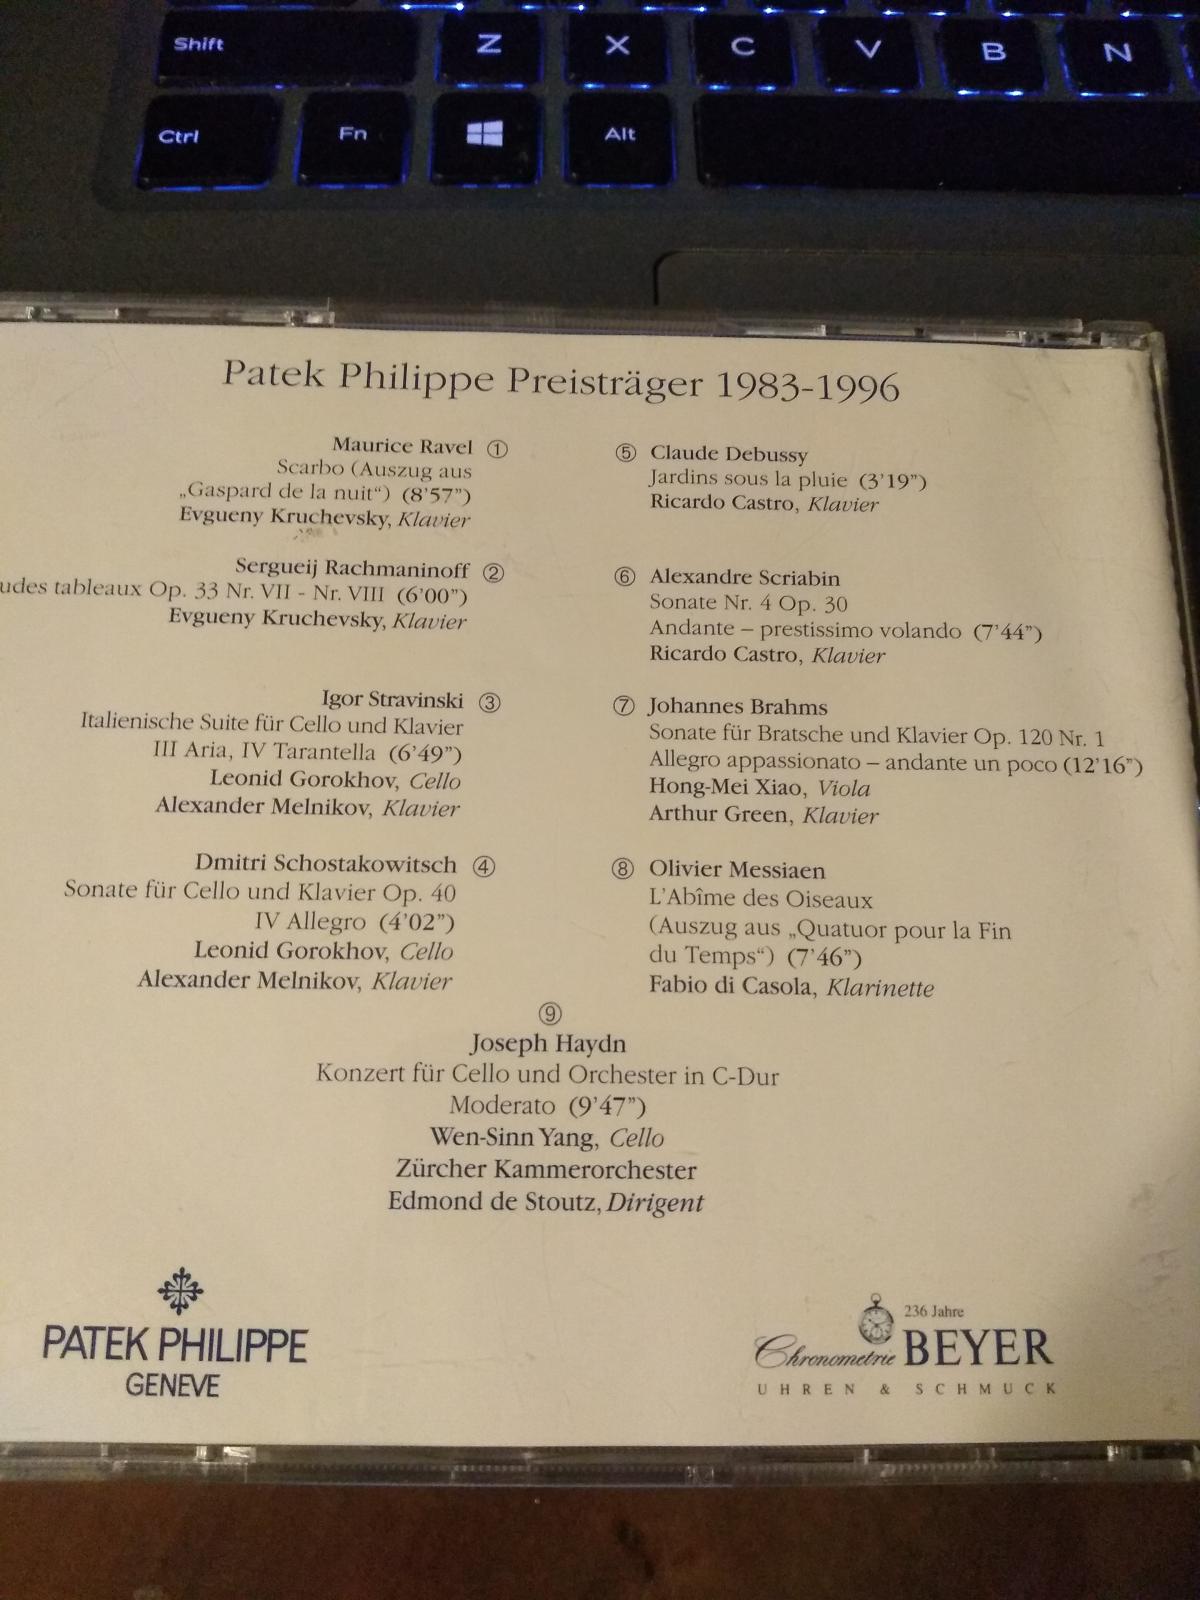 Shift Z X C V B N
Ctrl Fn Alt
Patek Philippe Preisträger 1983-1996
Maurice Ravel ①
Scarbo (Auszug aus
„Gaspard de la nuit“) (8’57”)
Evgueny Kruchevsky, Klavier
Sergueij Rachmaninoff ②
udes tableaux Op. 33 Nr. VII - Nr. VIII (6’00”)
Evgueny Kruchevsky, Klavier
Igor Stravinski ③
Italienische Suite für Cello und Klavier
III Aria, IV Tarantella (6’49”)
Leonid Gorokhov, Cello
Alexander Melnikov, Klavier
Dmitri Schostakowitsch ④
Sonate für Cello und Klavier Op. 40
IV Allegro (4’02”)
Leonid Gorokhov, Cello
Alexander Melnikov, Klavier
⑤ Claude Debussy
Jardins sous la pluie (3’19”)
Ricardo Castro, Klavier
⑥ Alexandre Scriabin
Sonate Nr. 4 Op. 30
Andante – prestissimo volando (7’44”)
Ricardo Castro, Klavier
⑦ Johannes Brahms
Sonate für Bratsche und Klavier Op. 120 Nr. 1
Allegro appassionato – andante un poco (12’16”)
Hong-Mei Xiao, Viola
Arthur Green, Klavier
⑧ Olivier Messiaen
L’Abîme des Oiseaux
(Auszug aus „Quatuor pour la Fin
du Temps“) (7’46”)
Fabio di Casola, Klarinette
⑨
Joseph Haydn
Konzert für Cello und Orchester in C-Dur
Moderato (9’47”)
Wen-Sinn Yang, Cello
Zürcher Kammerorchester
Edmond de Stoutz, Dirigent
PATEK PHILIPPE
GENEVE
236 Jahre
Chronometrie BEYER
UHREN & SCHMUCK